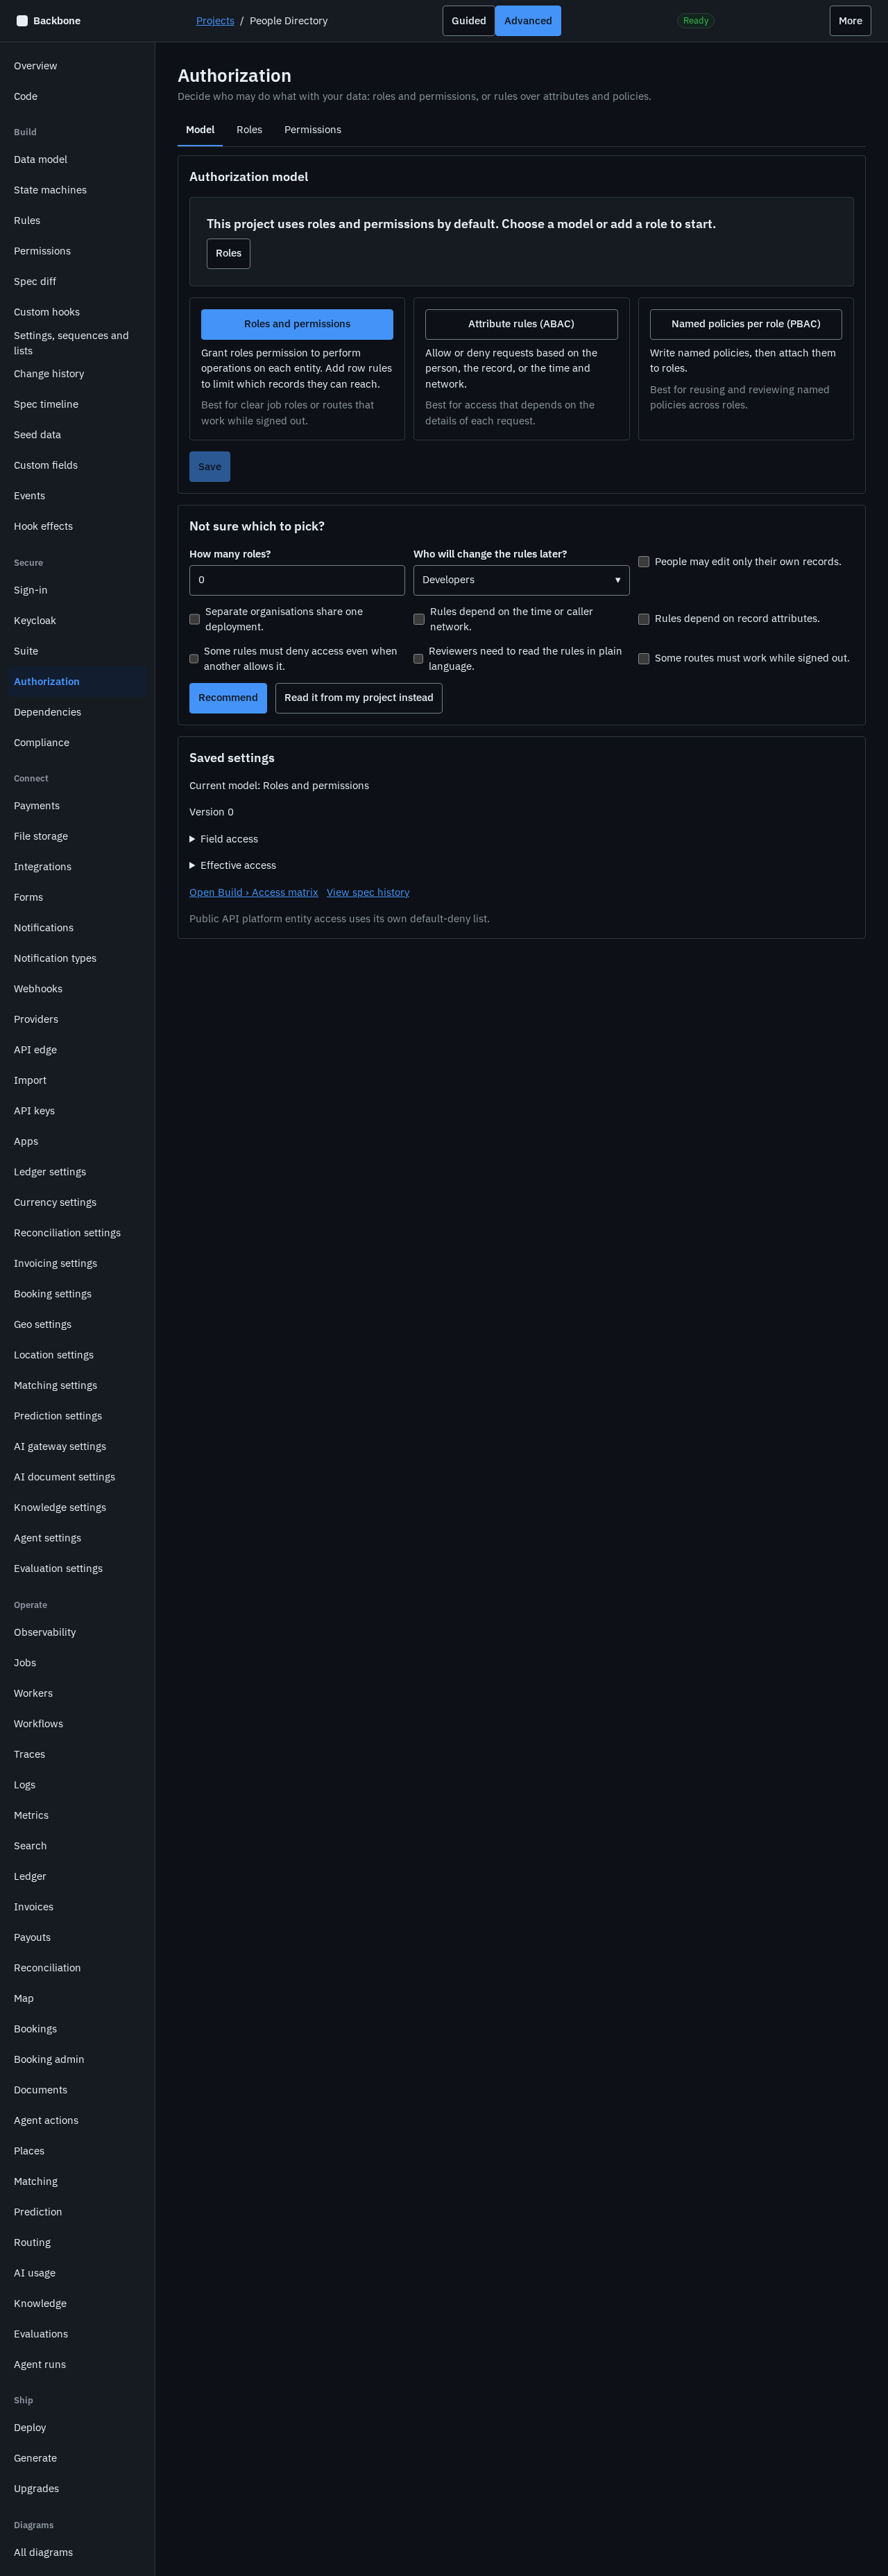 Backbone
Projects / People Directory
Guided
Advanced
Ready
More
Overview
Code
Build
Data model
State machines
Rules
Permissions
Spec diff
Custom hooks
Settings, sequences and
lists
Change history
Spec timeline
Seed data
Custom fields
Events
Hook effects
Secure
Sign-in
Keycloak
Suite
Authorization
Dependencies
Compliance
Connect
Payments
File storage
Integrations
Forms
Notifications
Notification types
Webhooks
Providers
API edge
Import
API keys
Apps
Ledger settings
Currency settings
Reconciliation settings
Invoicing settings
Booking settings
Geo settings
Location settings
Matching settings
Prediction settings
AI gateway settings
AI document settings
Knowledge settings
Agent settings
Evaluation settings
Operate
Observability
Jobs
Workers
Workflows
Traces
Logs
Metrics
Search
Ledger
Invoices
Payouts
Reconciliation
Map
Bookings
Booking admin
Documents
Agent actions
Places
Matching
Prediction
Routing
AI usage
Knowledge
Evaluations
Agent runs
Ship
Deploy
Generate
Upgrades
Diagrams
All diagrams
Authorization
Decide who may do what with your data: roles and permissions, or rules over attributes and policies.
Model
Roles
Permissions
Authorization model
This project uses roles and permissions by default. Choose a model or add a role to start.
Roles
Roles and permissions
Grant roles permission to perform
operations on each entity. Add row rules
to limit which records they can reach.
Best for clear job roles or routes that
work while signed out.
Attribute rules (ABAC)
Allow or deny requests based on the
person, the record, or the time and
network.
Best for access that depends on the
details of each request.
Named policies per role (PBAC)
Write named policies, then attach them
to roles.
Best for reusing and reviewing named
policies across roles.
Save
Not sure which to pick?
How many roles?
0
Who will change the rules later?
Developers
People may edit only their own records.
Separate organisations share one
deployment.
Rules depend on the time or caller
network.
Rules depend on record attributes.
Some rules must deny access even when
another allows it.
Reviewers need to read the rules in plain
language.
Some routes must work while signed out.
Recommend
Read it from my project instead
Saved settings
Current model: Roles and permissions
Version 0
Field access
Effective access
Open Build › Access matrix
View spec history
Public API platform entity access uses its own default-deny list.